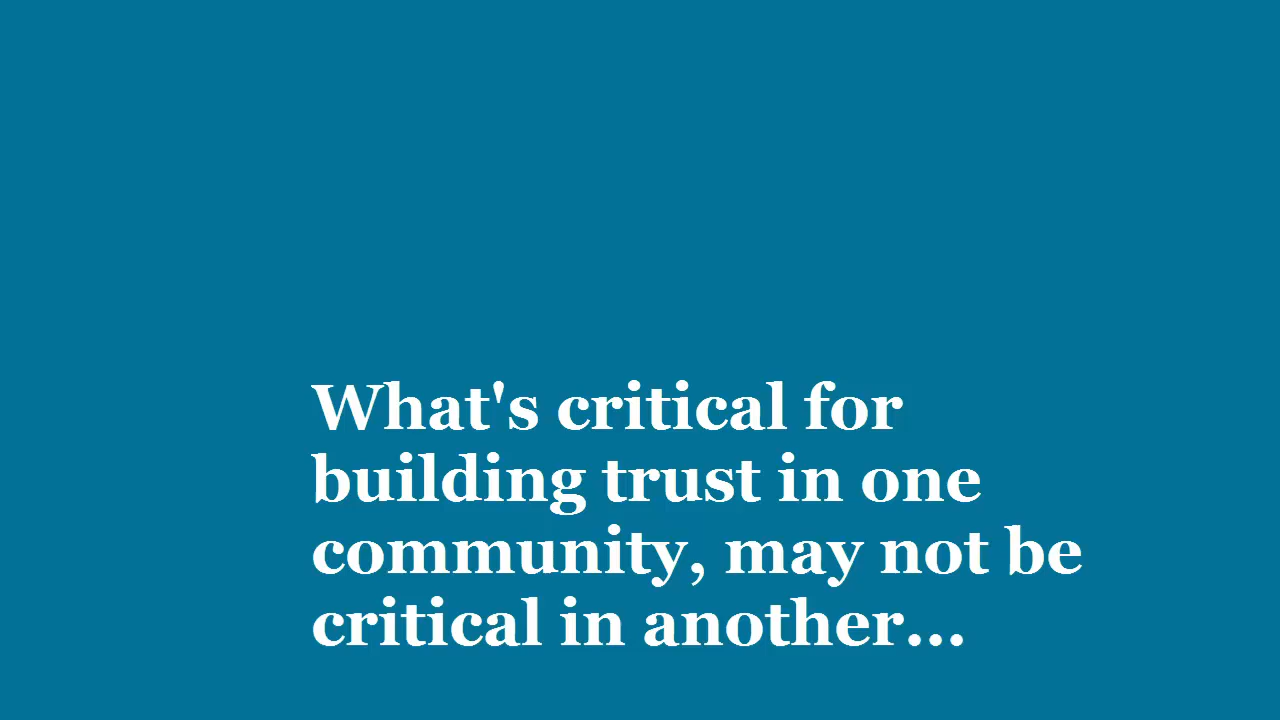 What's critical for
building trust in one
community, may not be
critical in another...